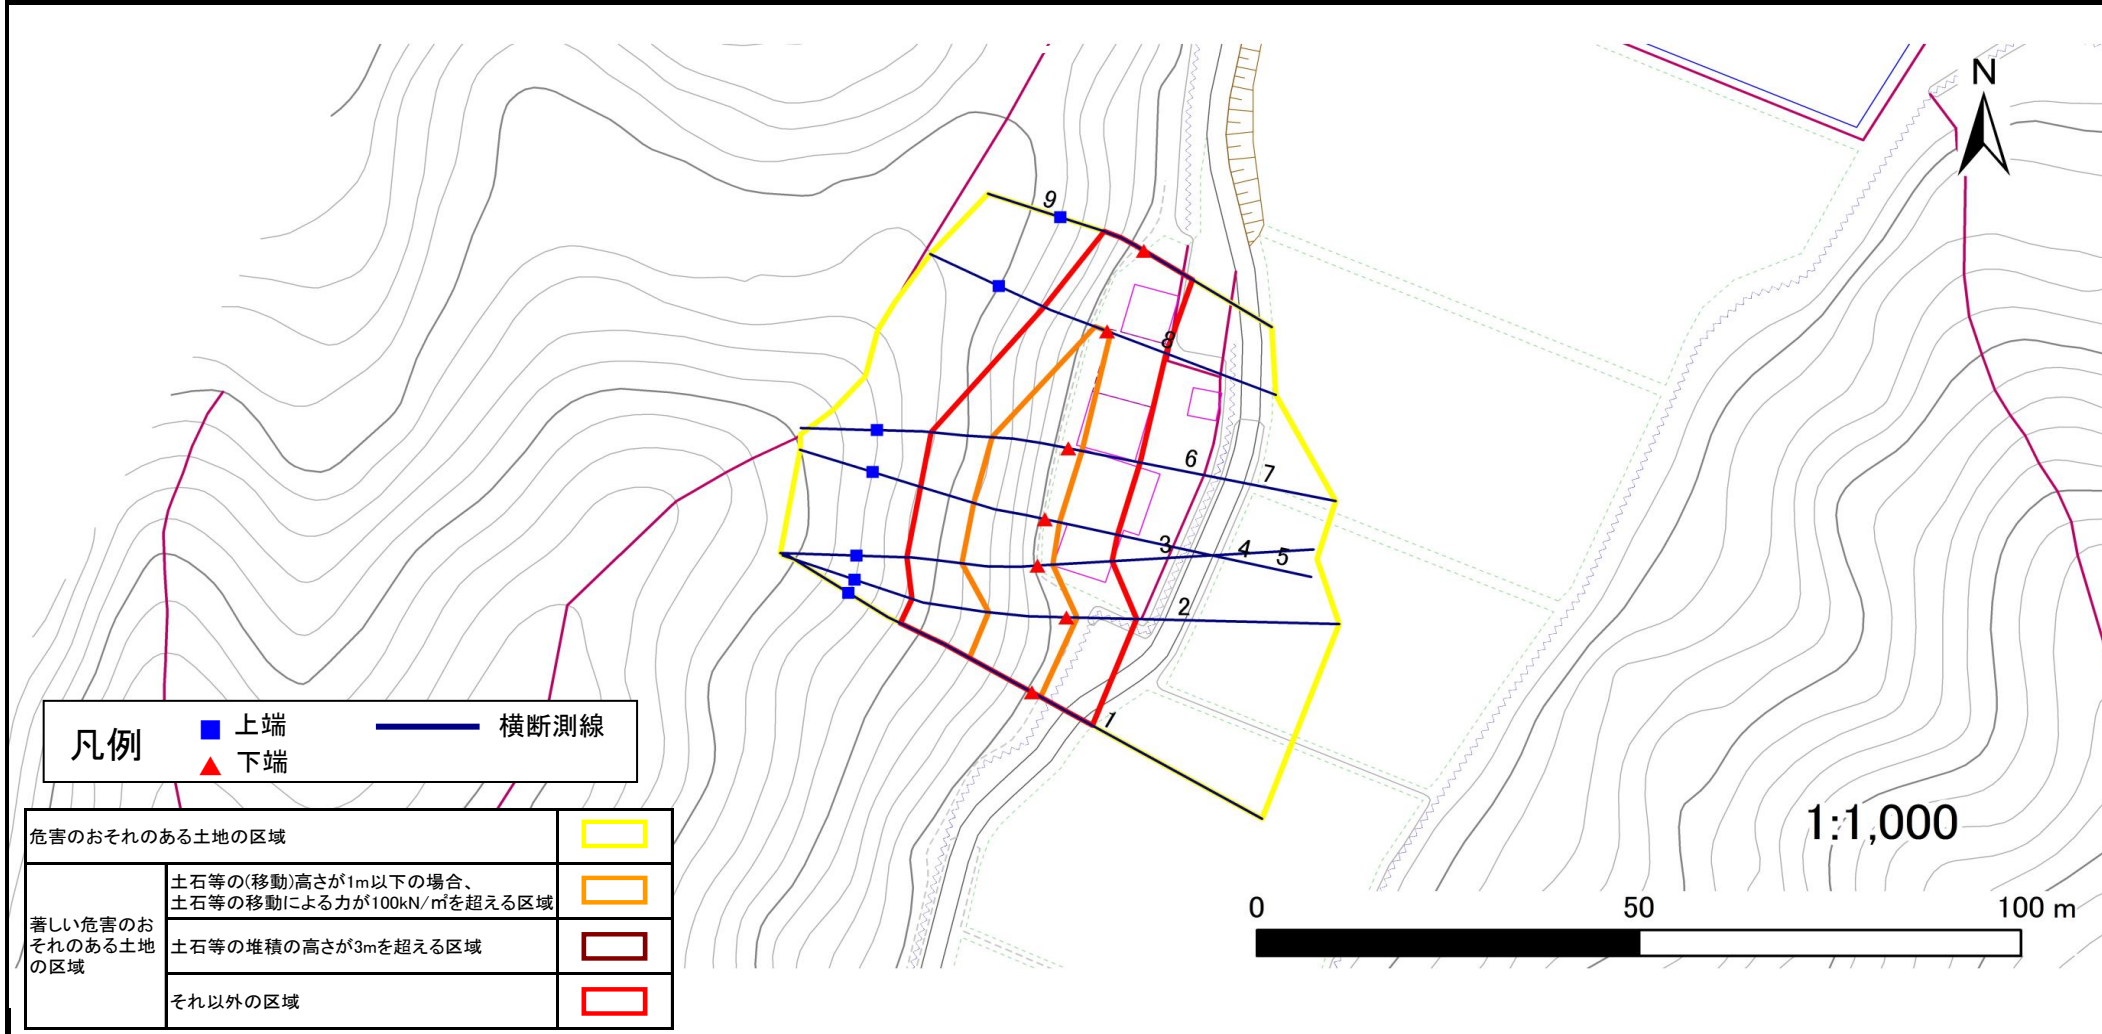 N
9
8
6
7
3
4
5
2
1
凡例
上端
横断測線
下端
危害のおそれのある土地の区域
著しい危害のお
それのある土地
の区域
土石等の(移動)高さが1m以下の場合、
土石等の移動による力が100kN/㎡を超える区域
土石等の堆積の高さが3mを超える区域
それ以外の区域
1:1,000
0
50
100 m